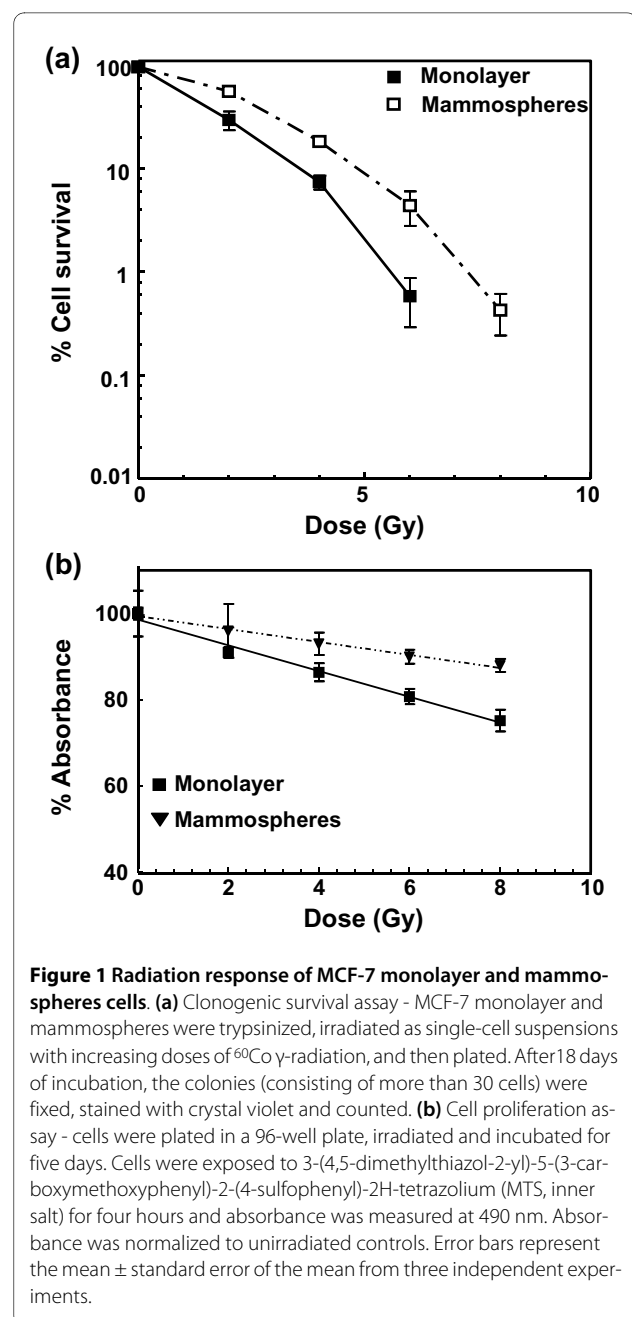 (a)
100
10
1
0.1
0.01
% Cell survival
Monolayer
Mammospheres
0
5
10
Dose (Gy)
(b)
100
80
60
40
% Absorbance
Monolayer
Mammospheres
0
2
4
6
8
10
Dose (Gy)
Figure 1 Radiation response of MCF-7 monolayer and mammo-
spheres cells. (a) Clonogenic survival assay - MCF-7 monolayer and
mammospheres were trypsinized, irradiated as single-cell suspensions
with increasing doses of ⁶⁰Co γ-radiation, and then plated. After18 days
of incubation, the colonies (consisting of more than 30 cells) were
fixed, stained with crystal violet and counted. (b) Cell proliferation as-
say - cells were plated in a 96-well plate, irradiated and incubated for
five days. Cells were exposed to 3-(4,5-dimethylthiazol-2-yl)-5-(3-car-
boxymethoxyphenyl)-2-(4-sulfophenyl)-2H-tetrazolium (MTS, inner
salt) for four hours and absorbance was measured at 490 nm. Absor-
bance was normalized to unirradiated controls. Error bars represent
the mean ± standard error of the mean from three independent exper-
iments.